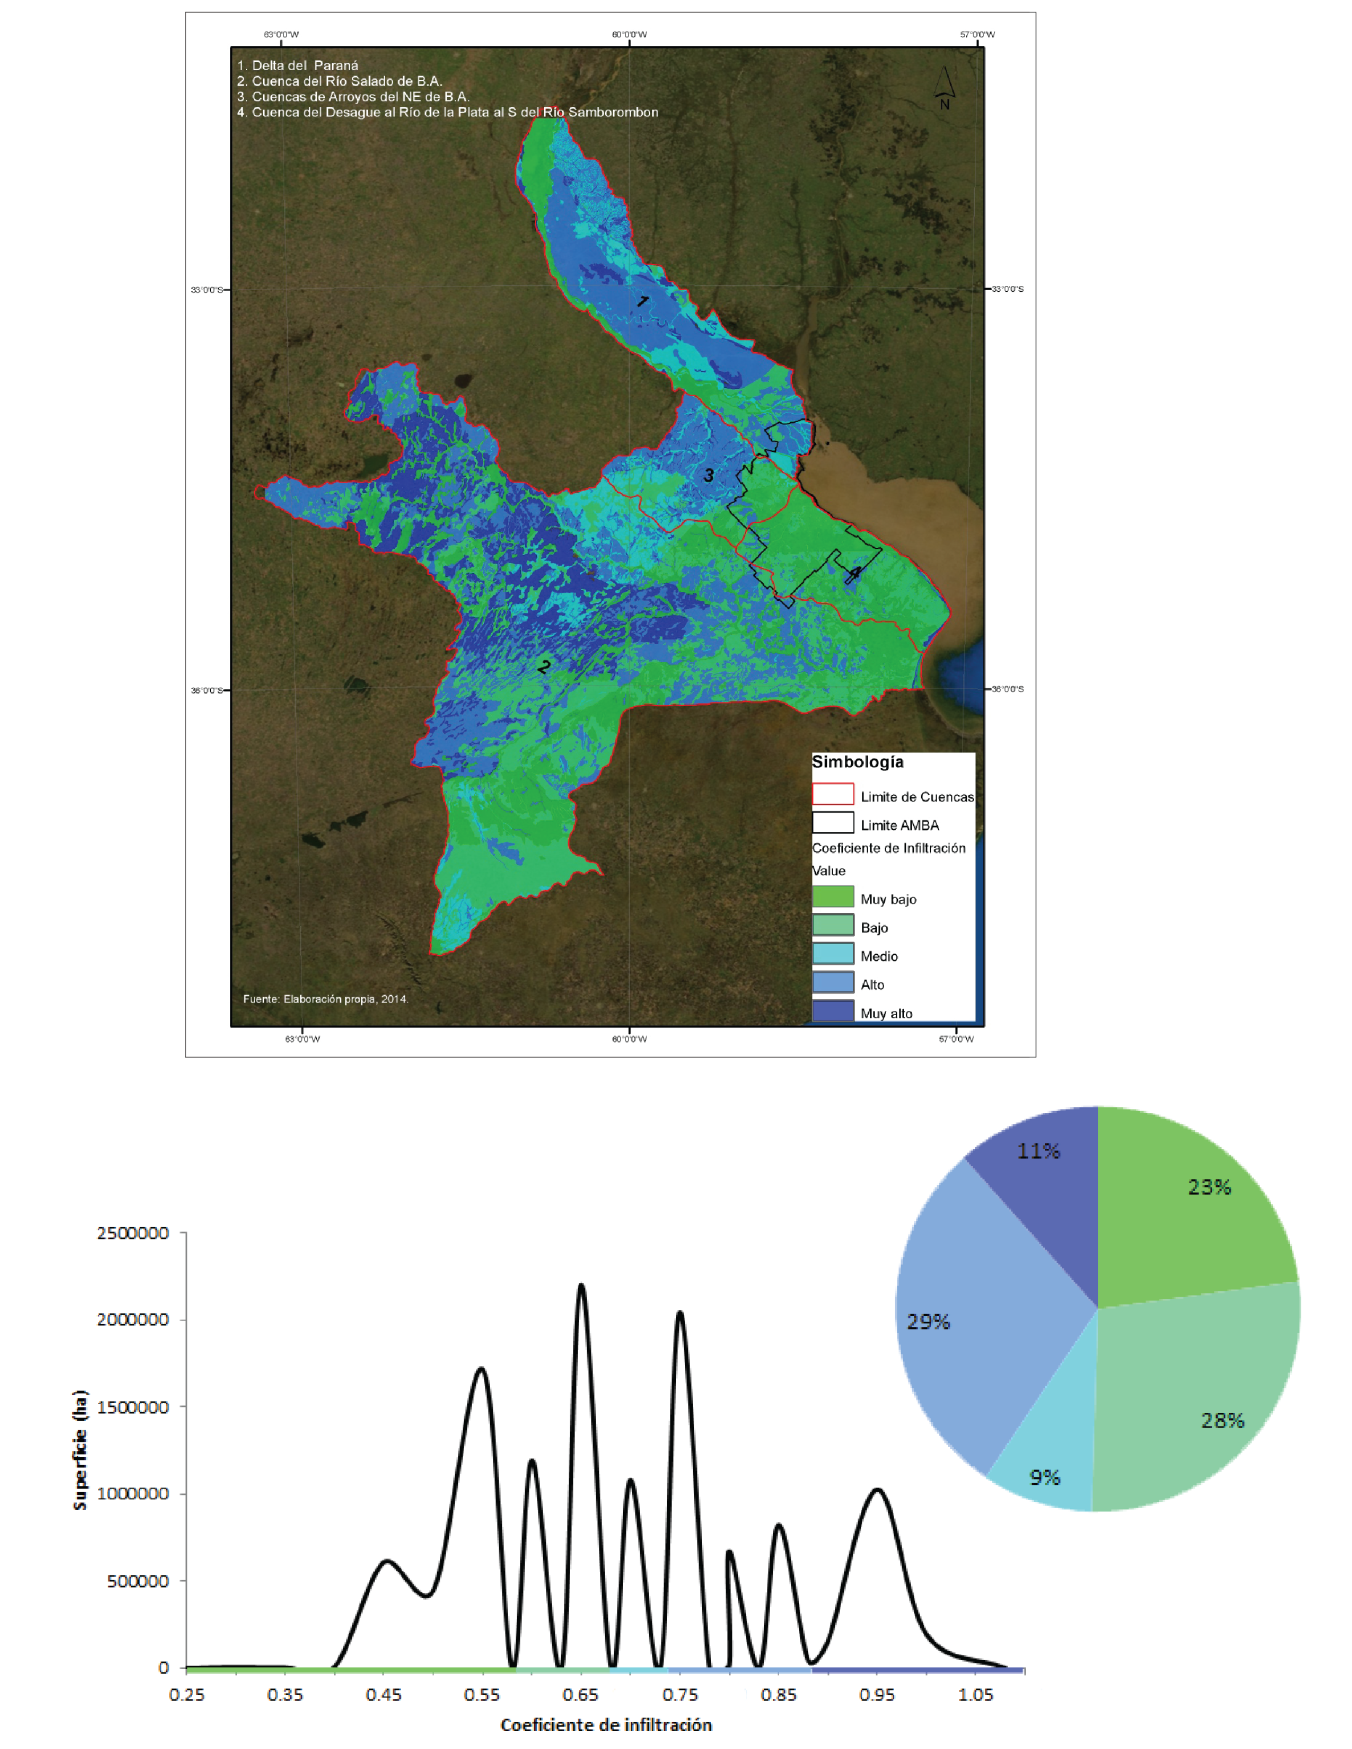 63°0'0"W 60°0'0"W 57°0'0"W
1. Delta del Paraná
2. Cuenca del Río Salado de B.A.
3. Cuencas de Arroyos del NE de B.A.
4. Cuenca del Desague al Río de la Plata al S del Río Samborombon
N
33°0'0"S 33°0'0"S
1
3
4
2
36°0'0"S 36°0'0"S
Simbología
Limite de Cuencas
Limite AMBA
Coeficiente de Infiltración
Value
Muy bajo
Bajo
Medio
Alto
Muy alto
Fuente: Elaboración propia, 2014.
63°0'0"W 60°0'0"W 57°0'0"W
11%
23%
29%
28%
9%
2500000
2000000
1500000
1000000
500000
0
Superficie (ha)
0.25 0.35 0.45 0.55 0.65 0.75 0.85 0.95 1.05
Coeficiente de infiltración